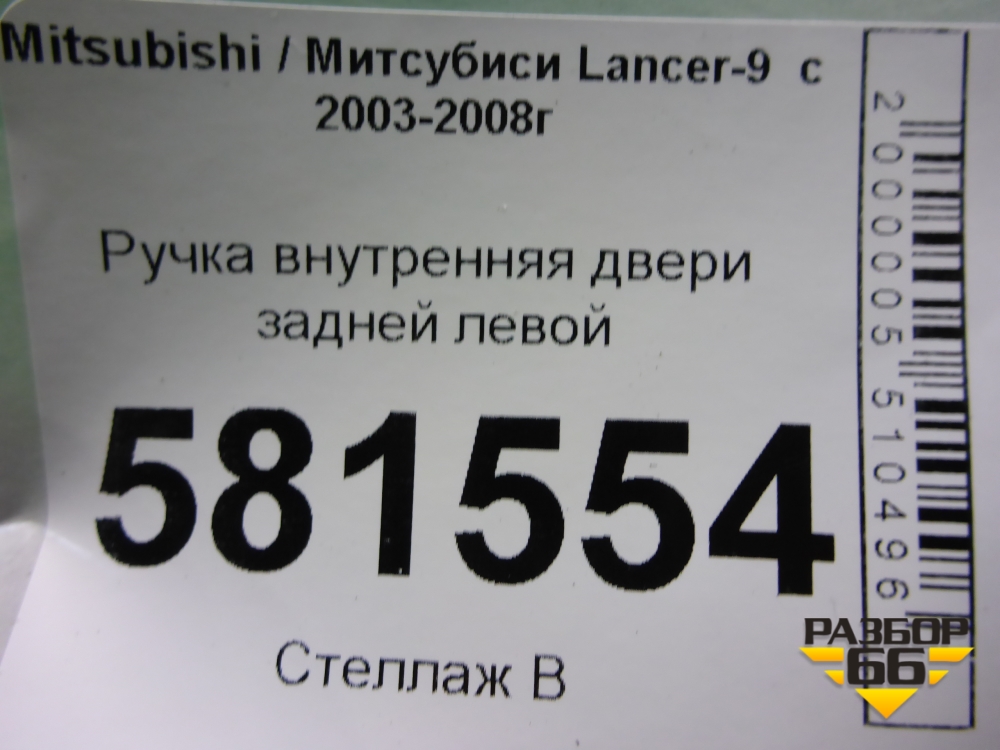 Mitsubishi / Митсубиси Lancer-9 с
2003-2008г
Ручка внутренняя двери
задней левой
581554
Стеллаж В
2000005510496
РАЗБОР
66